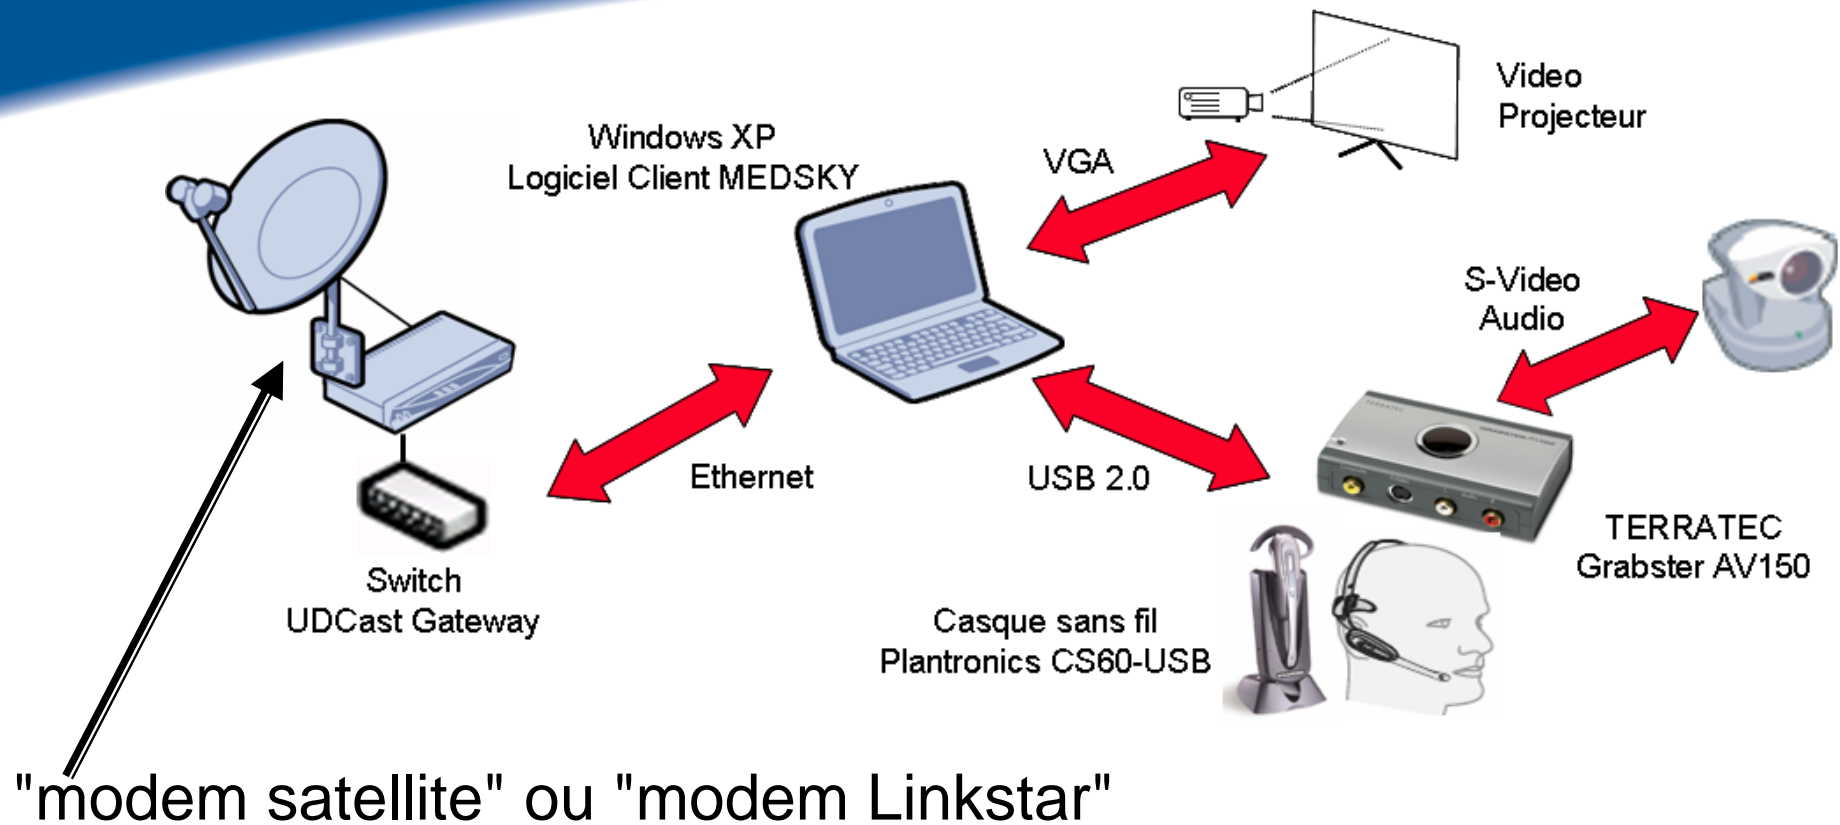 Video
Projecteur
Windows XP
Logiciel Client MEDSKY
VGA
S-Video
Audio
Ethernet
USB 2.0
TERRATEC
TERRATEC
Grabster AV150
Switch
UDCast Gateway
Casque sans fil
Plantronics CS60-USB
"modem satellite" ou "modem Linkstar"